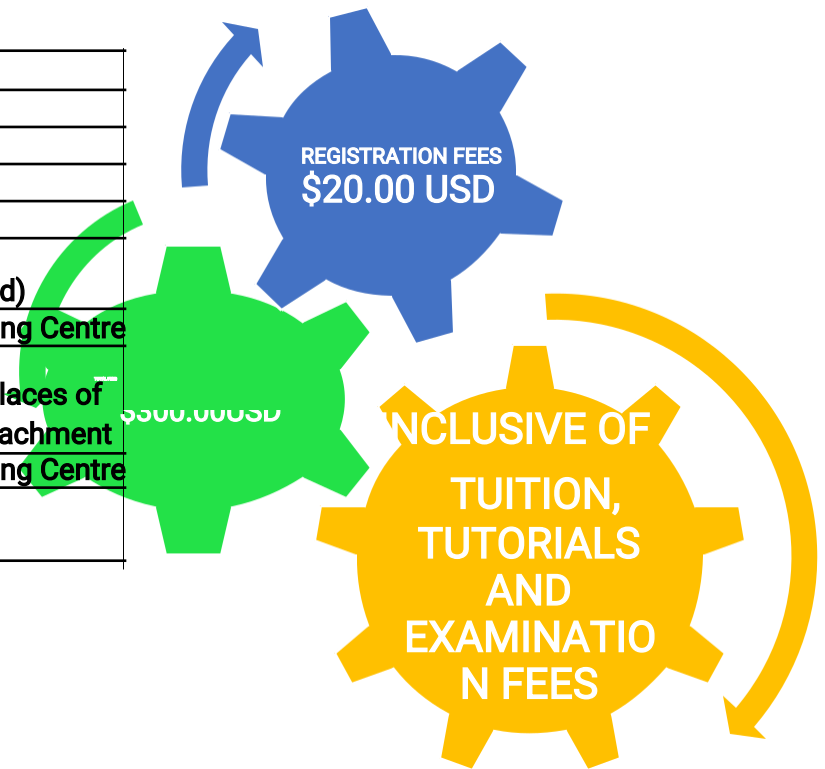 REGISTRATION FEES
$20.00 USD
d)
ng Centre
laces of
achment
ng Centre
$300.00USD
NCLUSIVE OF
TUITION,
TUTORIALS
AND
EXAMINATIO
N FEES